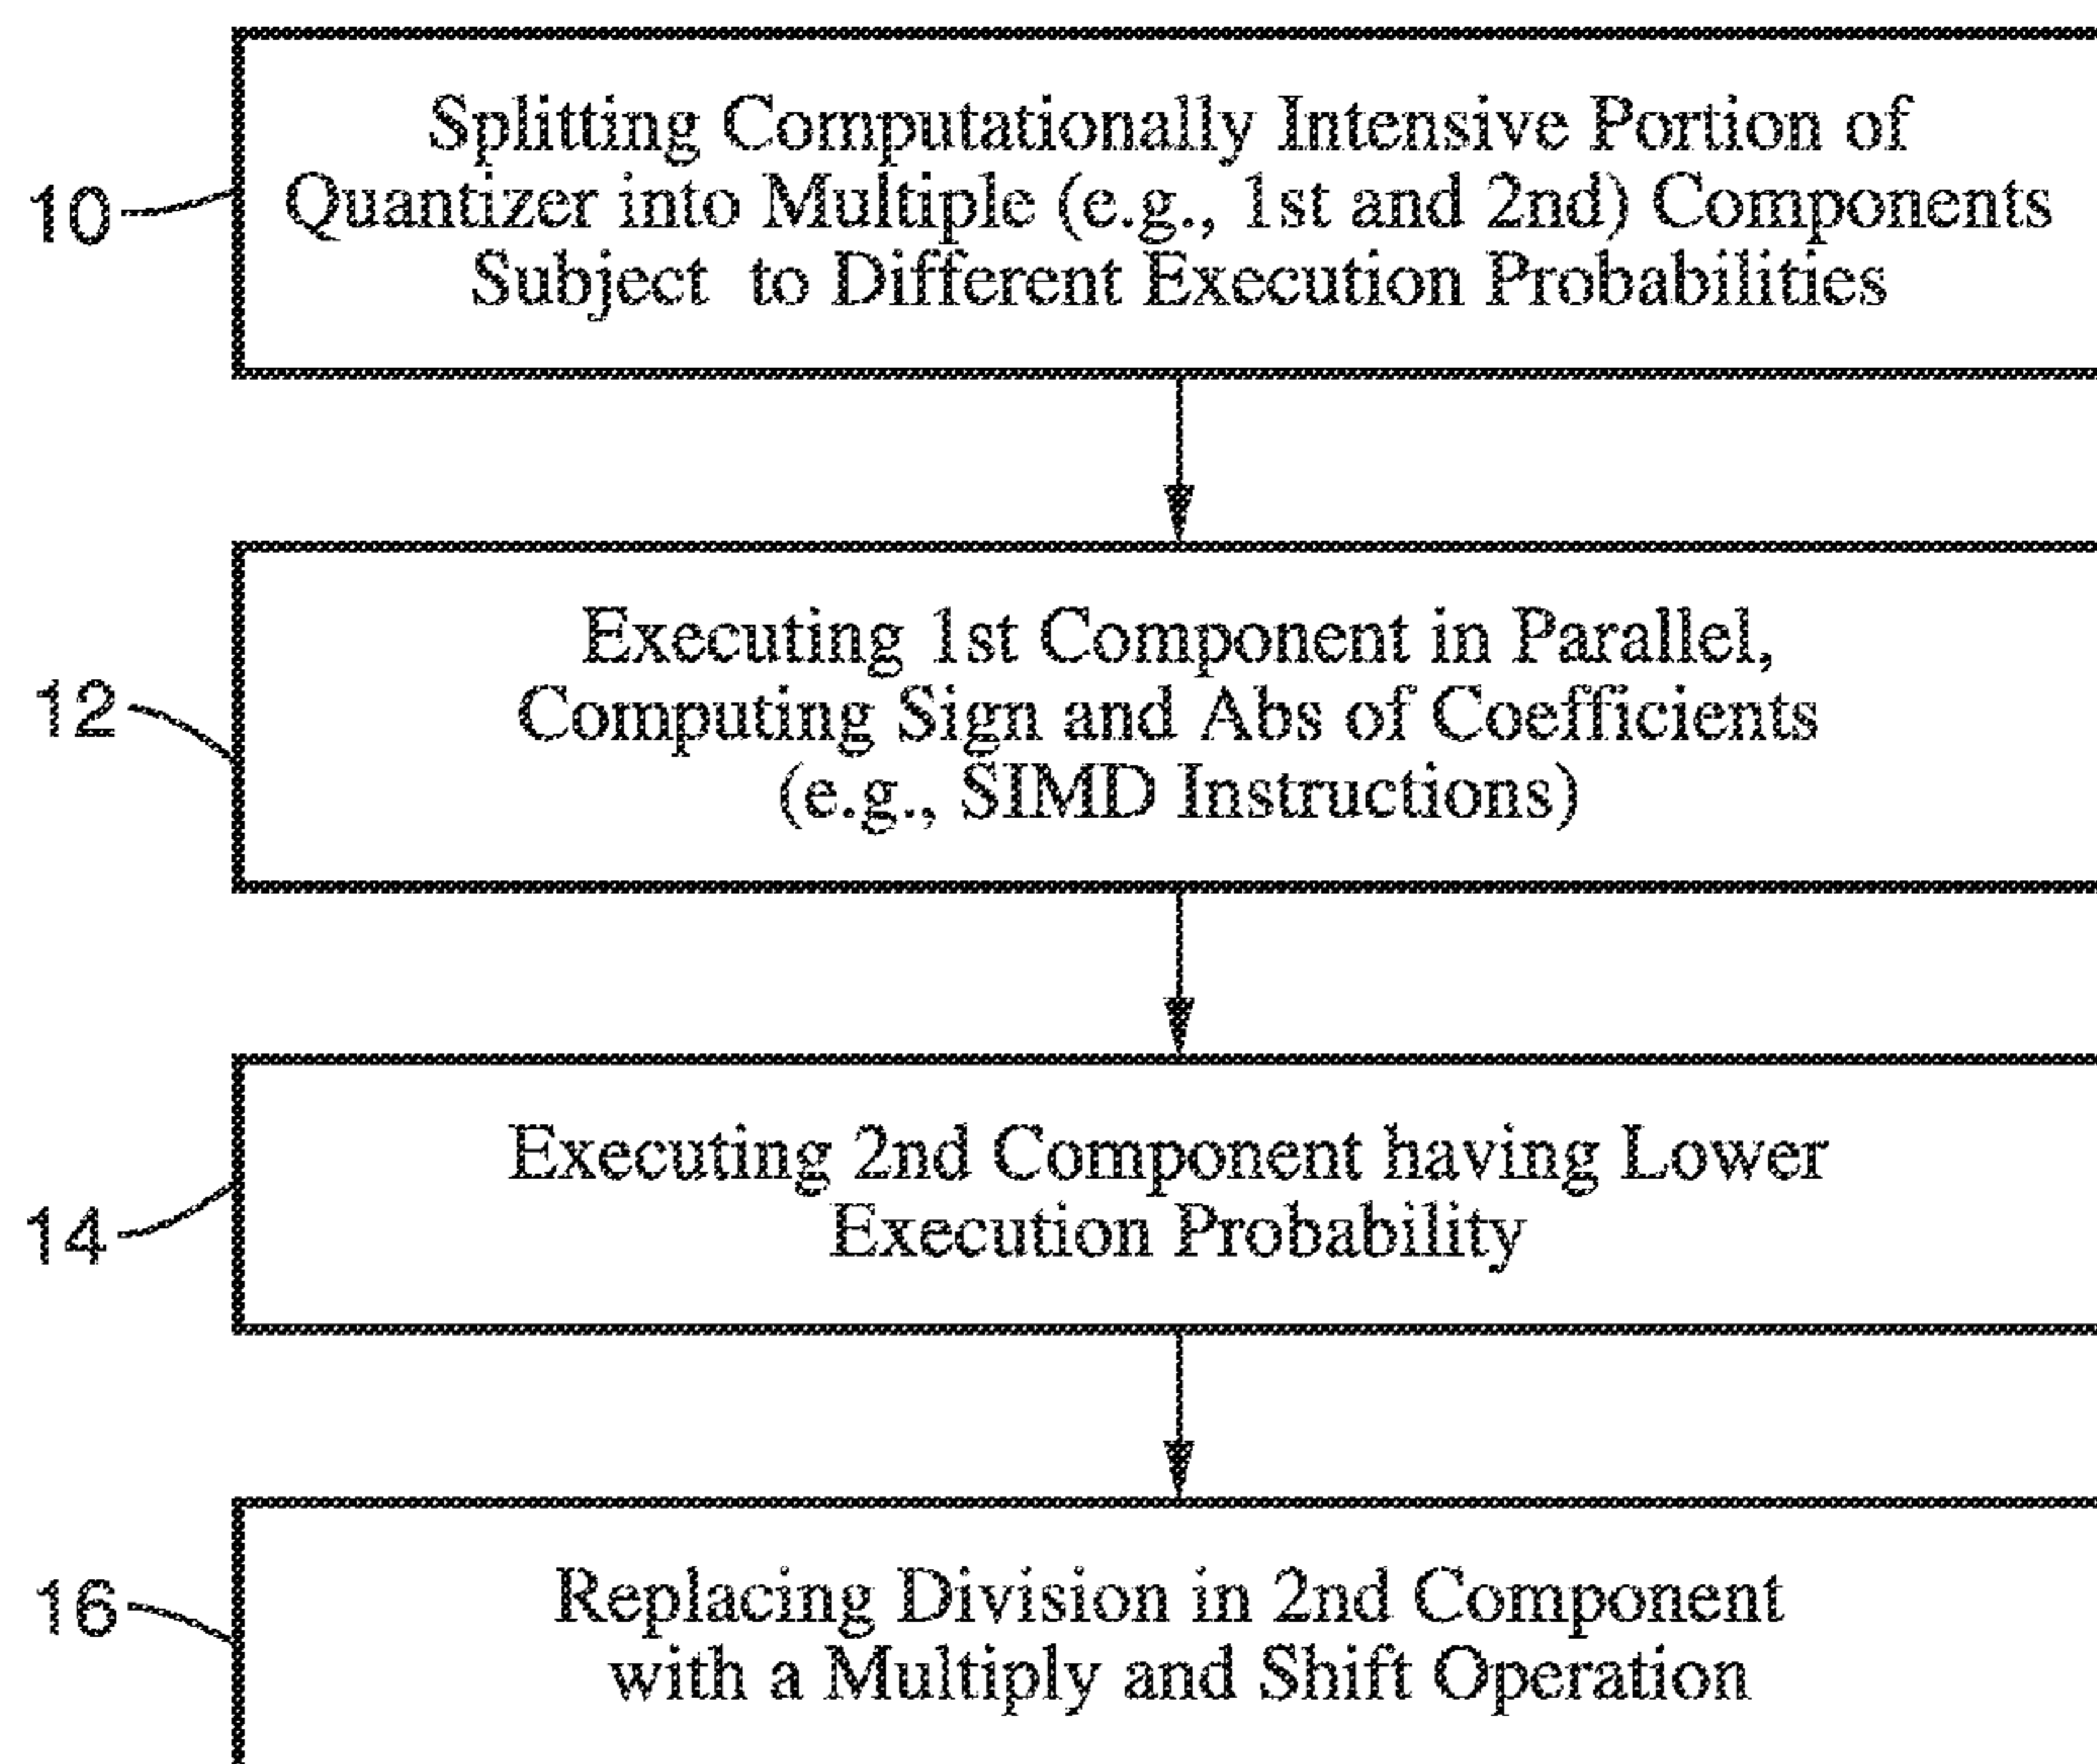 Splitting Computationally Intensive Portion of
10 Quantizer into Multiple (e.g., 1st and 2nd) Components
Subject to Different Execution Probabilities
Executing 1st Component in Parallel,
12 Computing Sign and Abs of Coefficients
(e.g., SIMD Instructions)
Executing 2nd Component having Lower
14 Execution Probability
16 Replacing Division in 2nd Component
with a Multiply and Shift Operation